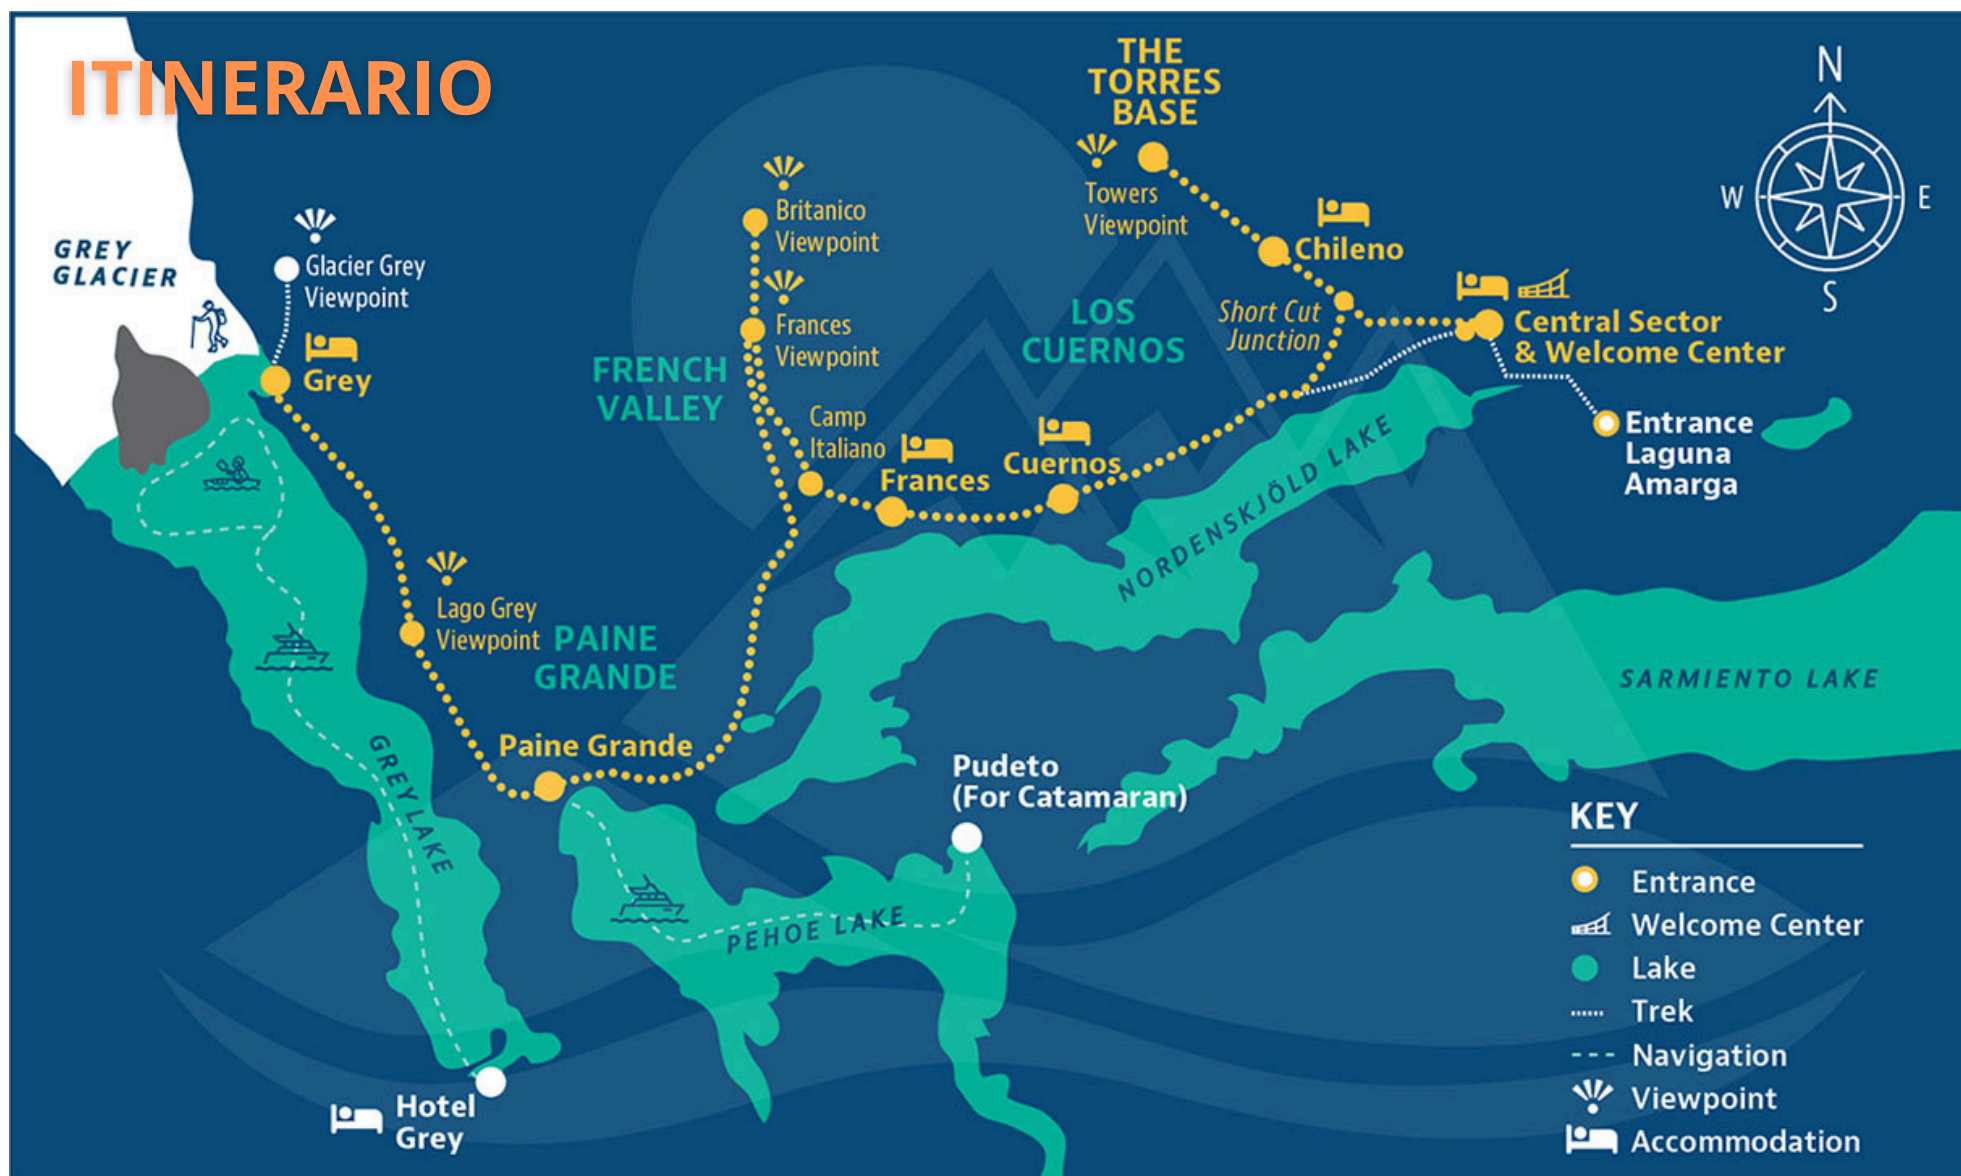 ITINERARIO
GREY
GLACIER
Glacier Grey
Viewpoint
Grey
Lago Grey
Viewpoint
PAINE
GRANDE
Paine Grande
GREY LAKE
Hotel
Grey
FRENCH
VALLEY
Britanico
Viewpoint
Frances
Viewpoint
Camp
Italiano
Frances
Cuernos
LOS
CUERNOS
THE
TORRES
BASE
Towers
Viewpoint
Chileno
Short Cut
Junction
Central Sector
& Welcome Center
Entrance
Laguna
Amarga
NORDENSKJÖLD LAKE
SARMIENTO LAKE
Pudeto
(For Catamaran)
PEHOE LAKE
N
W
E
S
KEY
Entrance
Welcome Center
Lake
Trek
Navigation
Viewpoint
Accommodation